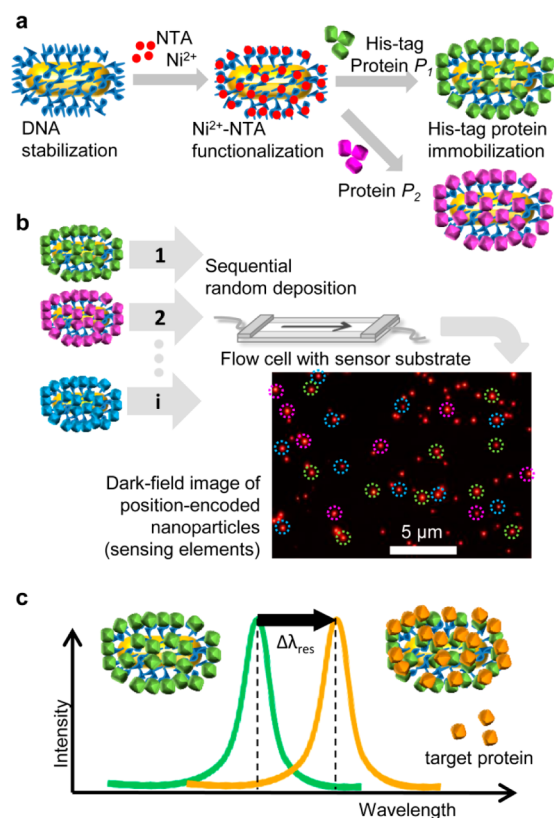 a
NTA
Ni²⁺
His-tag
Protein P₁
DNA
stabilization
Ni²⁺-NTA
functionalization
His-tag protein
immobilization
Protein P₂
b
1
Sequential
random deposition
2
Flow cell with sensor substrate
i
Dark-field image of
position-encoded
nanoparticles
(sensing elements)
5 µm
c
Δλres
Intensity
target protein
Wavelength